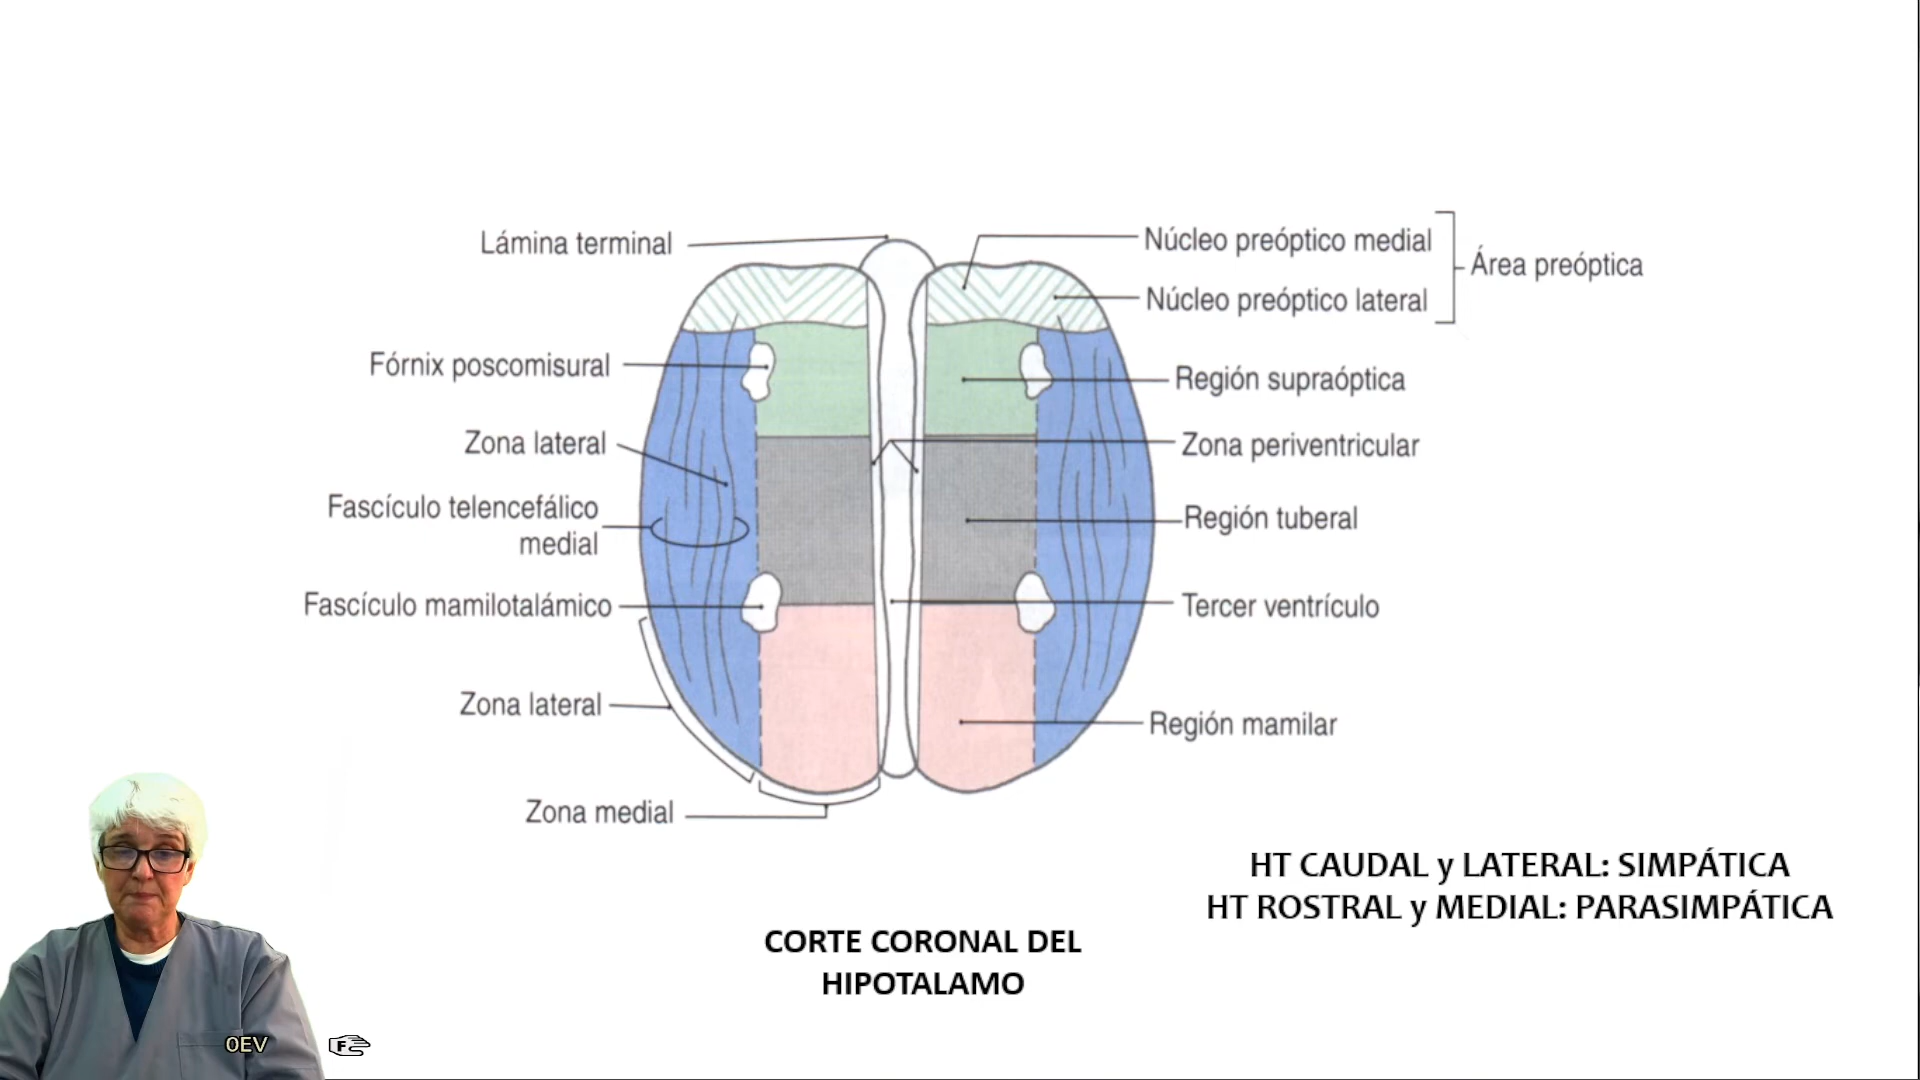 Lámina terminal
Fórnix poscomisural
Zona lateral
Fascículo telencefálico
medial
Fascículo mamilotalámico
Zona lateral
Zona medial
Núcleo preóptico medial
Núcleo preóptico lateral
Área preóptica
Región supraóptica
Zona periventricular
Región tuberal
Tercer ventrículo
Región mamilar
HT CAUDAL y LATERAL: SIMPÁTICA
HT ROSTRAL y MEDIAL: PARASIMPÁTICA
CORTE CORONAL DEL
HIPOTALAMO
OEV
F